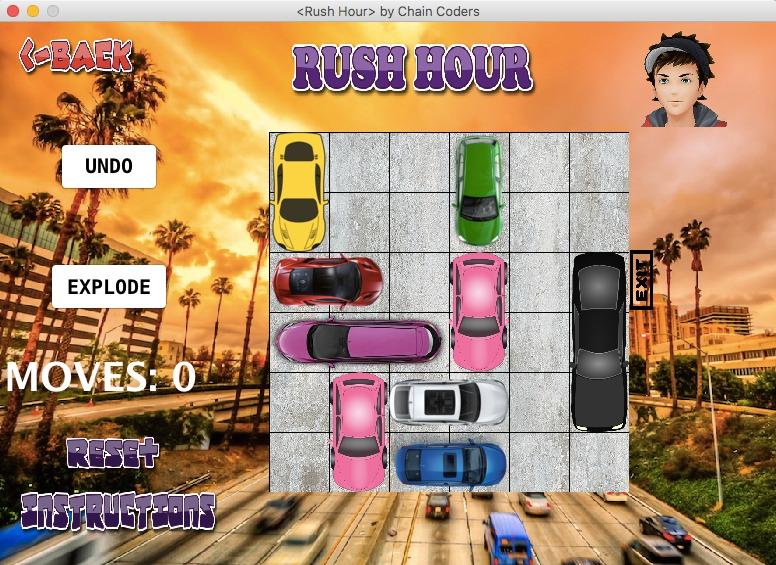 <Rush Hour> by Chain Coders
<-BACK
RUSH HOUR
UNDO
EXPLODE
EXIT
MOVES: 0
RESET
INSTRUCTIONS